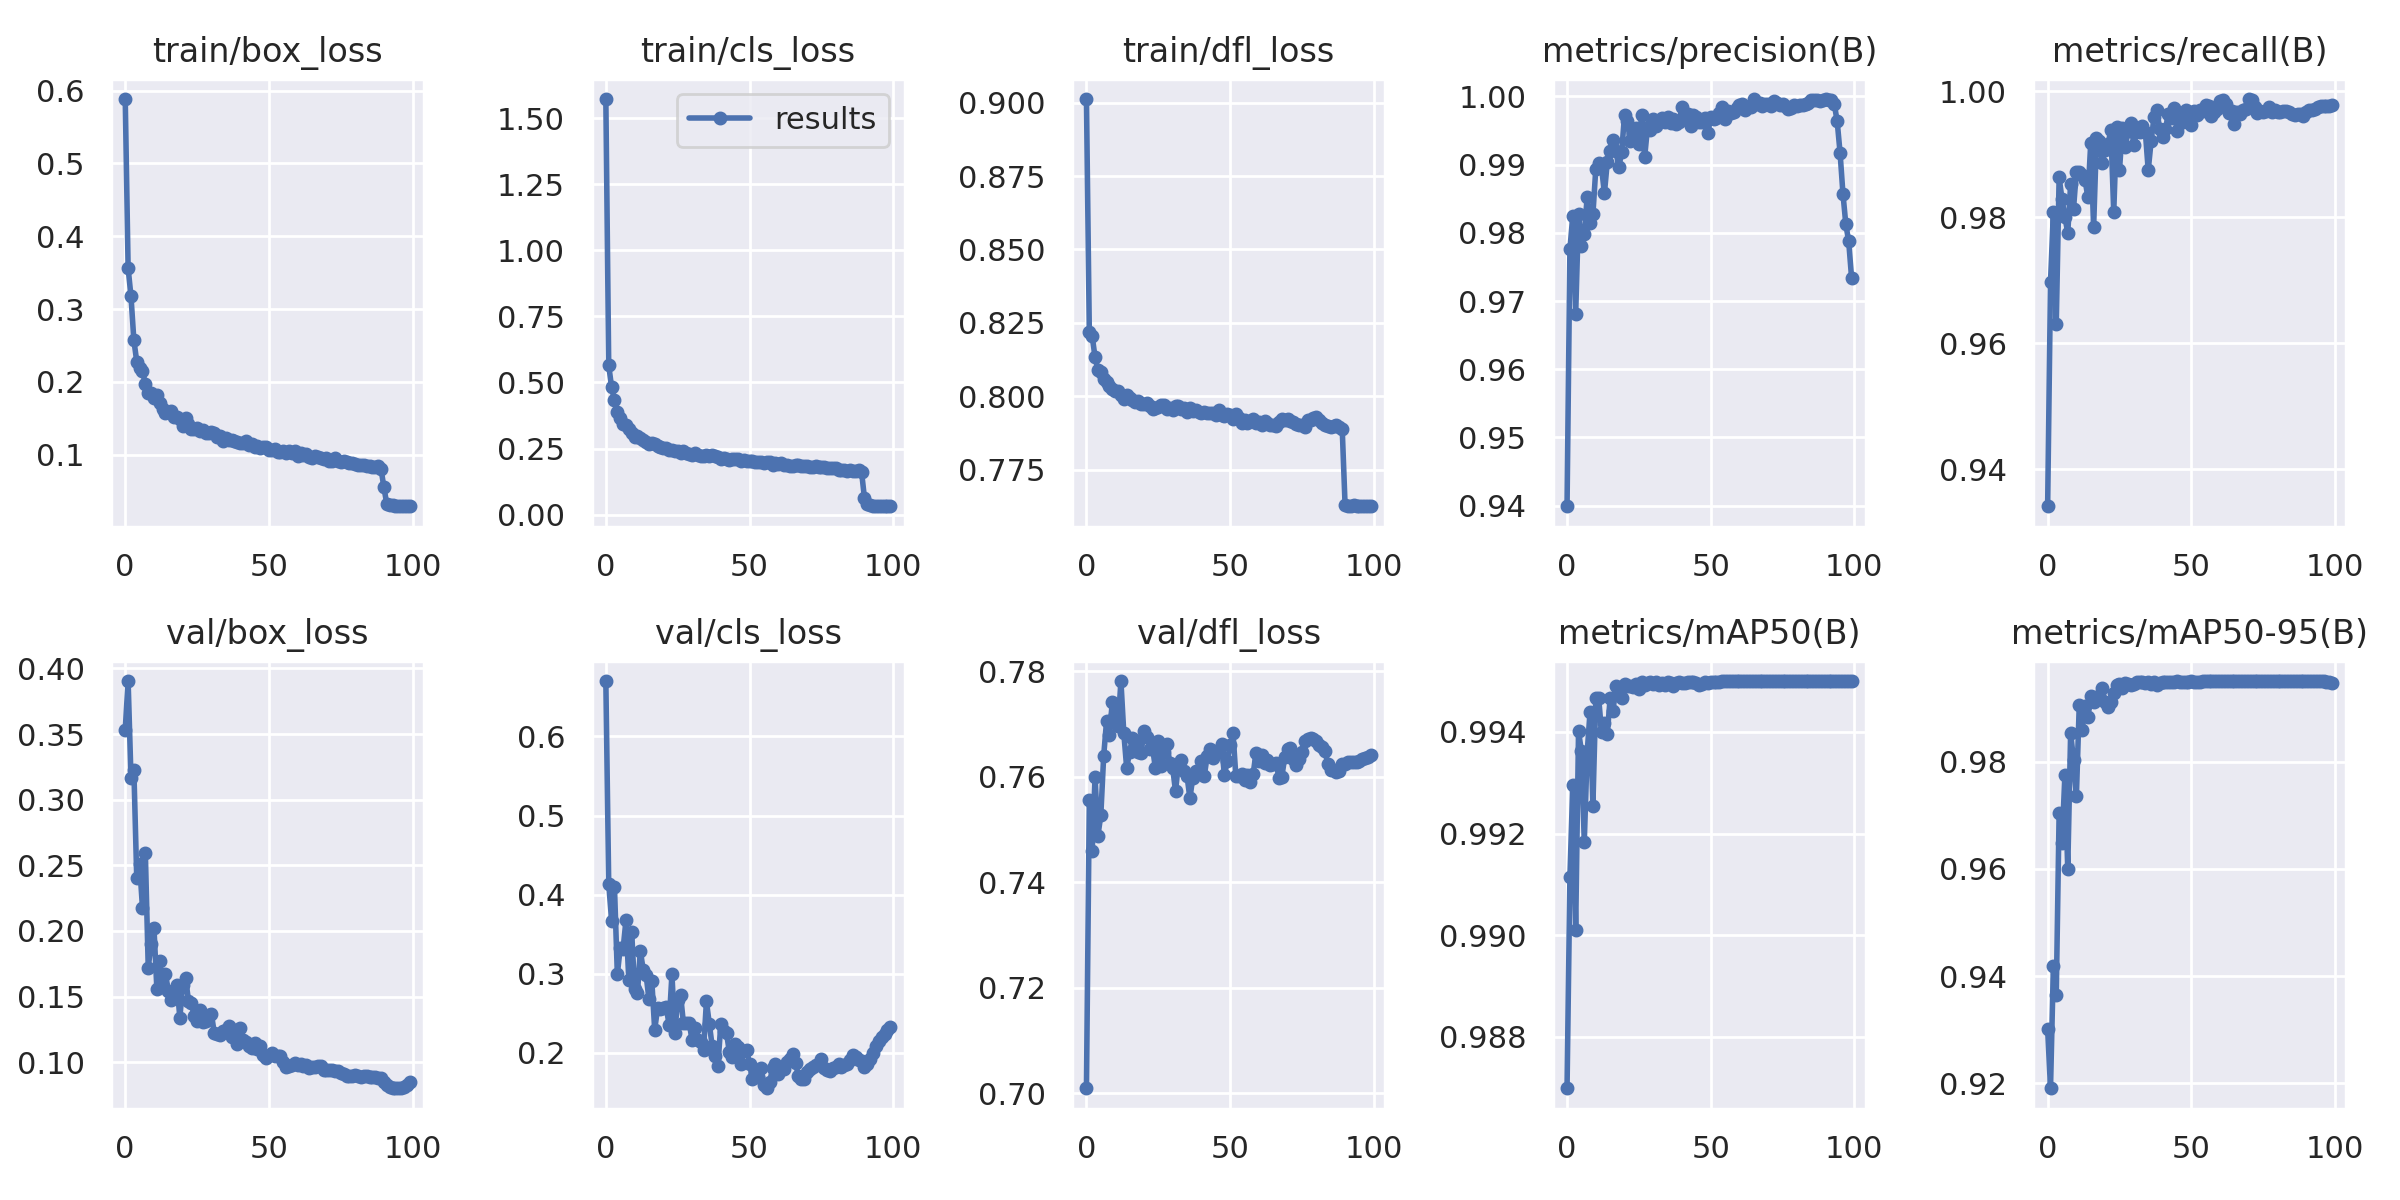 train/box_loss
0.6
0.5
0.4
0.3
0.2
0.1
0 50 100
train/cls_loss
results
1.50
1.25
1.00
0.75
0.50
0.25
0.00
0 50 100
train/dfl_loss
0.900
0.875
0.850
0.825
0.800
0.775
0 50 100
metrics/precision(B)
1.00
0.99
0.98
0.97
0.96
0.95
0.94
0 50 100
metrics/recall(B)
1.00
0.98
0.96
0.94
0 50 100
val/box_loss
0.40
0.35
0.30
0.25
0.20
0.15
0.10
0 50 100
val/cls_loss
0.6
0.5
0.4
0.3
0.2
0 50 100
val/dfl_loss
0.78
0.76
0.74
0.72
0.70
0 50 100
metrics/mAP50(B)
0.994
0.992
0.990
0.988
0 50 100
metrics/mAP50-95(B)
0.98
0.96
0.94
0.92
0 50 100